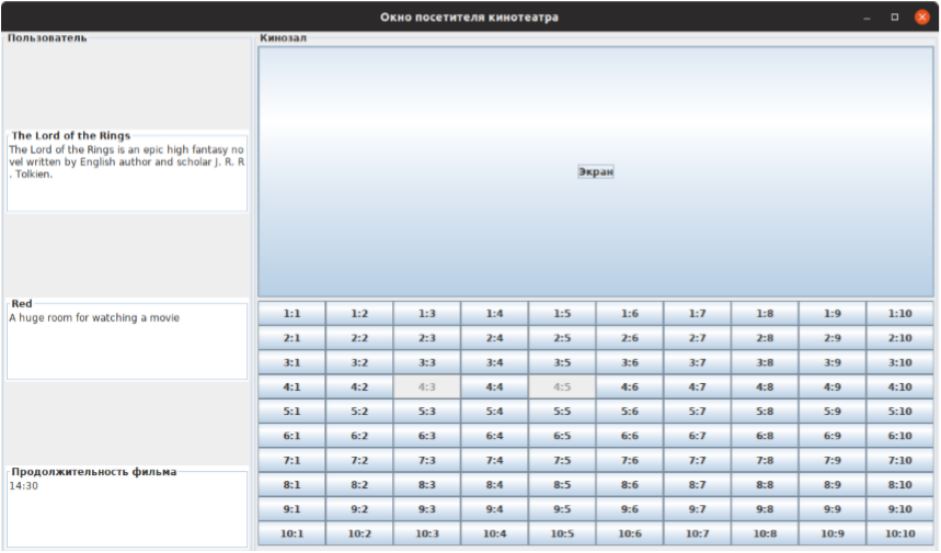 Окно посетителя кинотеатра
Пользователь
The Lord of the Rings
The Lord of the Rings is an epic high fantasy no
vel written by English author and scholar J. R. R
. Tolkien.
Red
A huge room for watching a movie
Продолжительность фильма
14:30
Кинозал
Экран
1:1 1:2 1:3 1:4 1:5 1:6 1:7 1:8 1:9 1:10
2:1 2:2 2:3 2:4 2:5 2:6 2:7 2:8 2:9 2:10
3:1 3:2 3:3 3:4 3:5 3:6 3:7 3:8 3:9 3:10
4:1 4:2 4:3 4:4 4:5 4:6 4:7 4:8 4:9 4:10
5:1 5:2 5:3 5:4 5:5 5:6 5:7 5:8 5:9 5:10
6:1 6:2 6:3 6:4 6:5 6:6 6:7 6:8 6:9 6:10
7:1 7:2 7:3 7:4 7:5 7:6 7:7 7:8 7:9 7:10
8:1 8:2 8:3 8:4 8:5 8:6 8:7 8:8 8:9 8:10
9:1 9:2 9:3 9:4 9:5 9:6 9:7 9:8 9:9 9:10
10:1 10:2 10:3 10:4 10:5 10:6 10:7 10:8 10:9 10:10